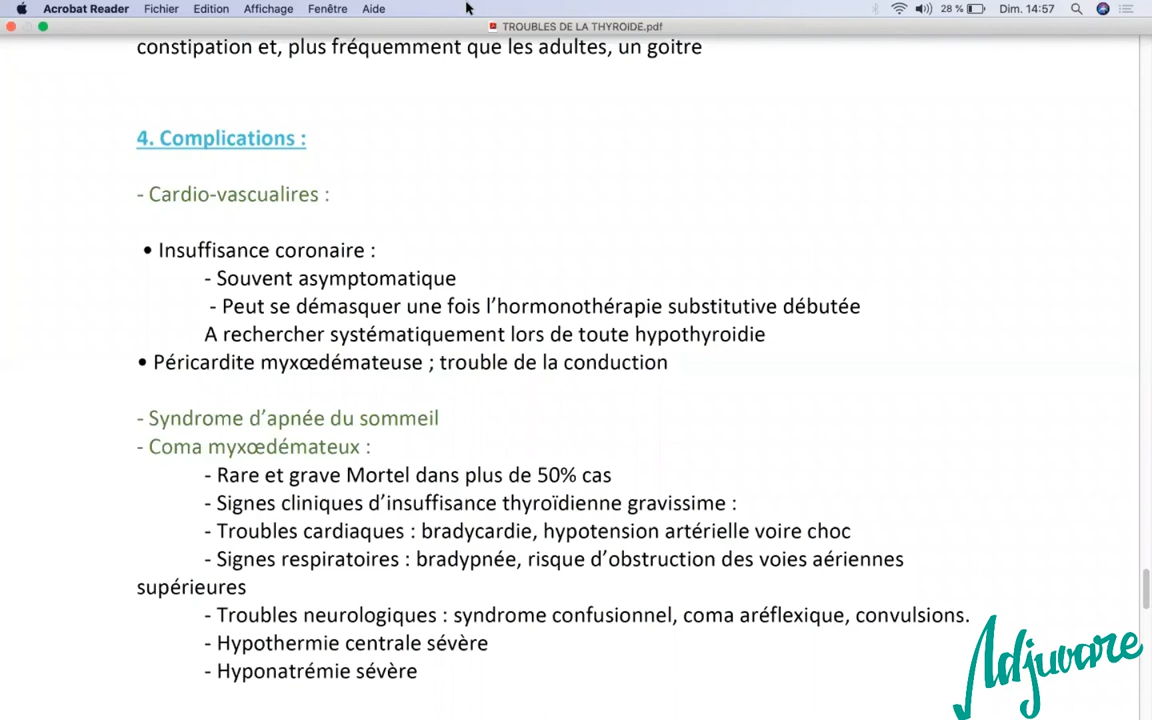 Acrobat Reader Fichier Edition Affichage Fenêtre Aide 28 % Dim. 14:57
TROUBLES DE LA THYROIDE.pdf
constipation et, plus fréquemment que les adultes, un goitre
4. Complications :
- Cardio-vascualires :
• Insuffisance coronaire :
- Souvent asymptomatique
- Peut se démasquer une fois l’hormonothérapie substitutive débutée
A rechercher systématiquement lors de toute hypothyroidie
• Péricardite myxœdémateuse ; trouble de la conduction
- Syndrome d’apnée du sommeil
- Coma myxœdémateux :
- Rare et grave Mortel dans plus de 50% cas
- Signes cliniques d’insuffisance thyroïdienne gravissime :
- Troubles cardiaques : bradycardie, hypotension artérielle voire choc
- Signes respiratoires : bradypnée, risque d’obstruction des voies aériennes
supérieures
- Troubles neurologiques : syndrome confusionnel, coma aréflexique, convulsions.
- Hypothermie centrale sévère
- Hyponatrémie sévère
Adjuvare